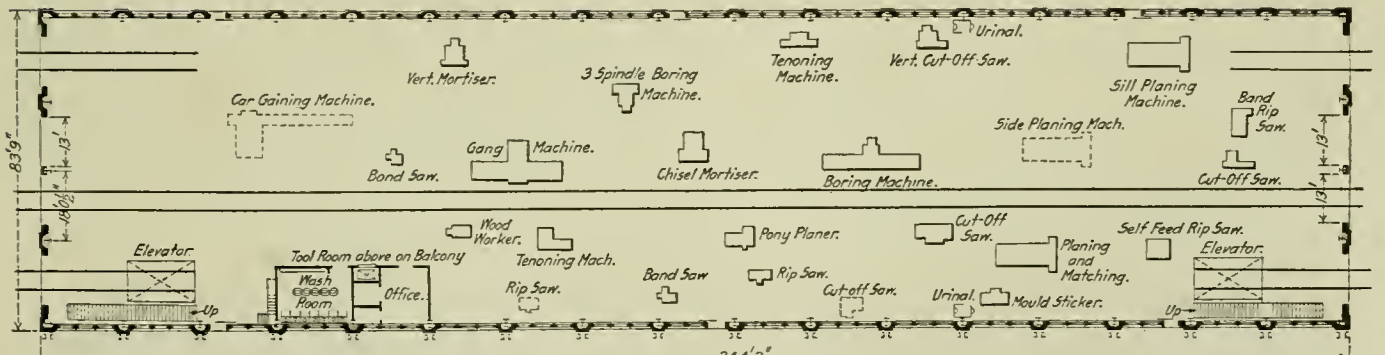 Urinal.
Vert. Mortiser.
Tenoning
Machine.
Vert. Cut-Off Saw.
3 Spindle Boring
Machine.
Sill Planing
Machine.
Car Gaining Machine.
Band
Rip
Saw.
Side Planing Mach.
83'9"
13'
13'
Gang Machine.
Bond Saw.
Chisel Mortiser.
Boring Machine.
Cut-Off Saw.
18'0½"
13'
Wood
Worker.
Tenoning Mach.
Pony Planer.
Cut-Off
Saw.
Self Feed Rip Saw.
Elevator.
Tool Room above on Balcony
Planing
and
Matching.
Elevator.
Wash
Room
Office.
Band Saw
Rip Saw.
Rip Saw.
Cut-off Saw.
Urinal.
Mould Sticker.
Up
Up